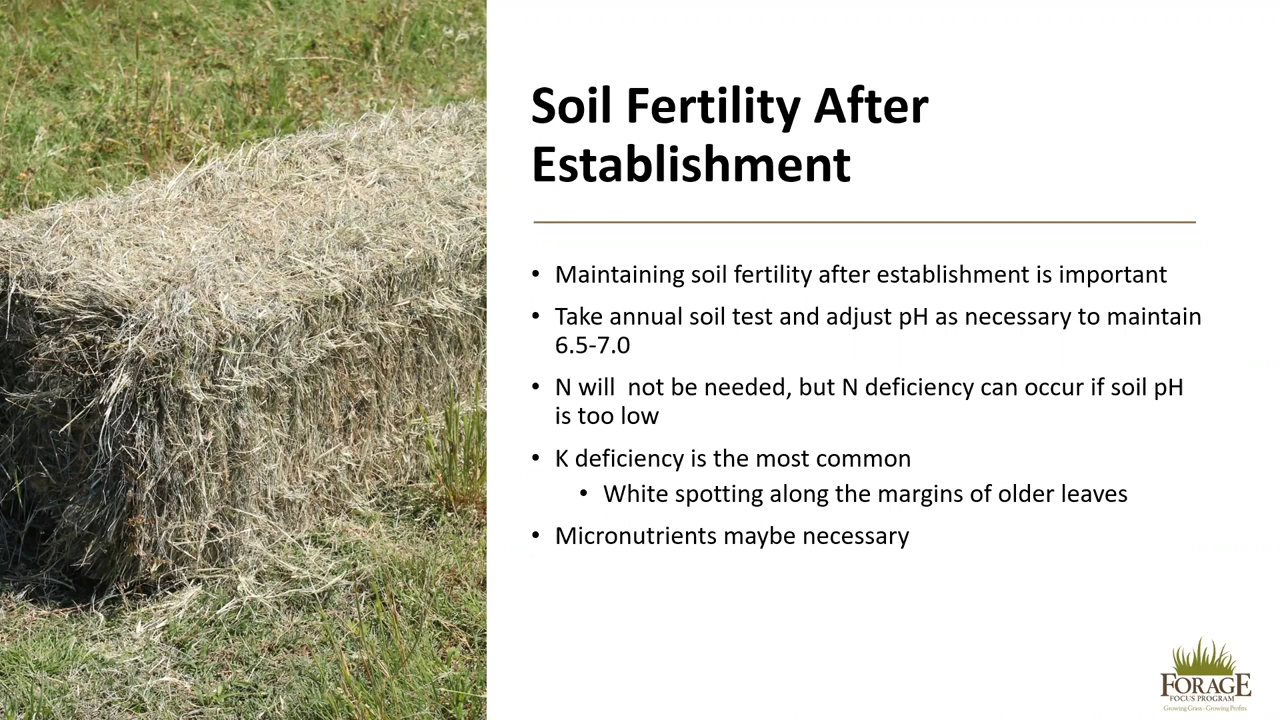 Soil Fertility After
Establishment
• Maintaining soil fertility after establishment is important
• Take annual soil test and adjust pH as necessary to maintain
6.5-7.0
• N will  not be needed, but N deficiency can occur if soil pH
is too low
• K deficiency is the most common
• White spotting along the margins of older leaves
• Micronutrients maybe necessary
FORAGE
FOCUS PROGRAM
Growing Grass - Growing Profits